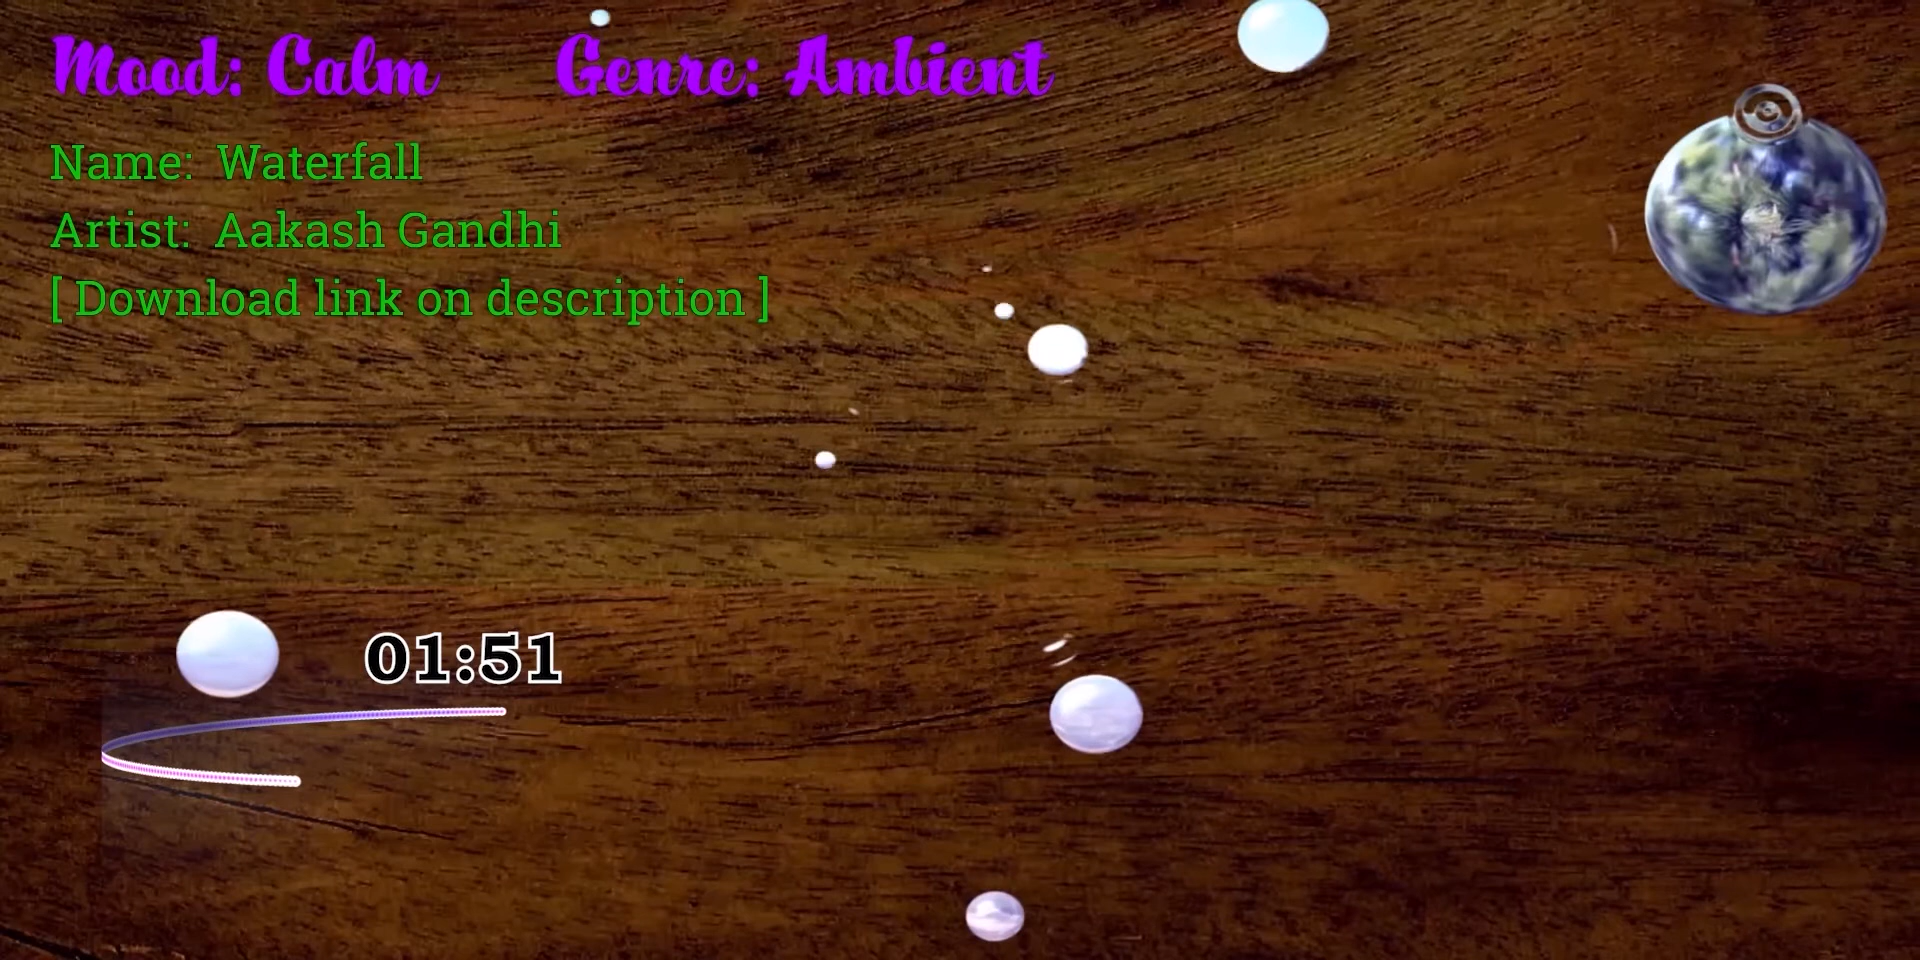 Mood: Calm Genre: Ambient
Name: Waterfall
Artist: Aakash Gandhi
[ Download link on description ]
01:51